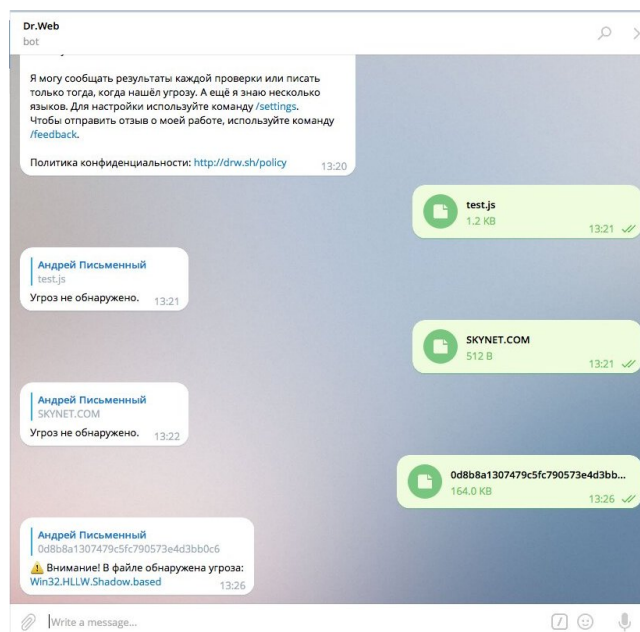 Dr.Web
bot
Я могу сообщать результаты каждой проверки или писать
только тогда, когда нашёл угрозу. А ещё я знаю несколько
языков. Для настройки используйте команду /settings.
Чтобы отправить отзыв о моей работе, используйте команду
/feedback.
Политика конфиденциальности: http://drw.sh/policy
13:20
test.js
1.2 KB
13:21
Андрей Письменный
test.js
Угроз не обнаружено. 13:21
SKYNET.COM
512 B
13:21
Андрей Письменный
SKYNET.COM
Угроз не обнаружено. 13:22
0d8b8a1307479c5fc790573e4d3bb...
164.0 KB
13:26
Андрей Письменный
0d8b8a1307479c5fc790573e4d3bb0c6
Внимание! В файле обнаружена угроза:
Win32.HLLW.Shadow.based 13:26
Write a message...